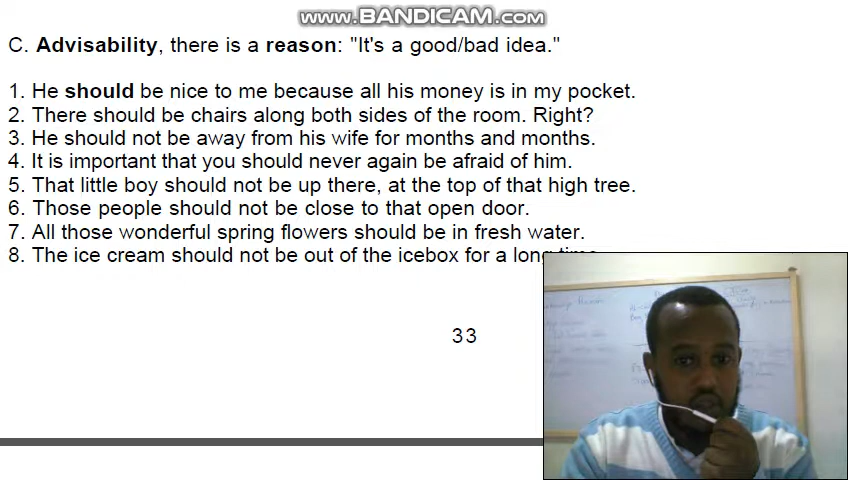 www.BANDICAM.com
C. Advisability, there is a reason: "It's a good/bad idea."
1. He should be nice to me because all his money is in my pocket.
2. There should be chairs along both sides of the room. Right?
3. He should not be away from his wife for months and months.
4. It is important that you should never again be afraid of him.
5. That little boy should not be up there, at the top of that high tree.
6. Those people should not be close to that open door.
7. All those wonderful spring flowers should be in fresh water.
8. The ice cream should not be out of the icebox for a long time.
33